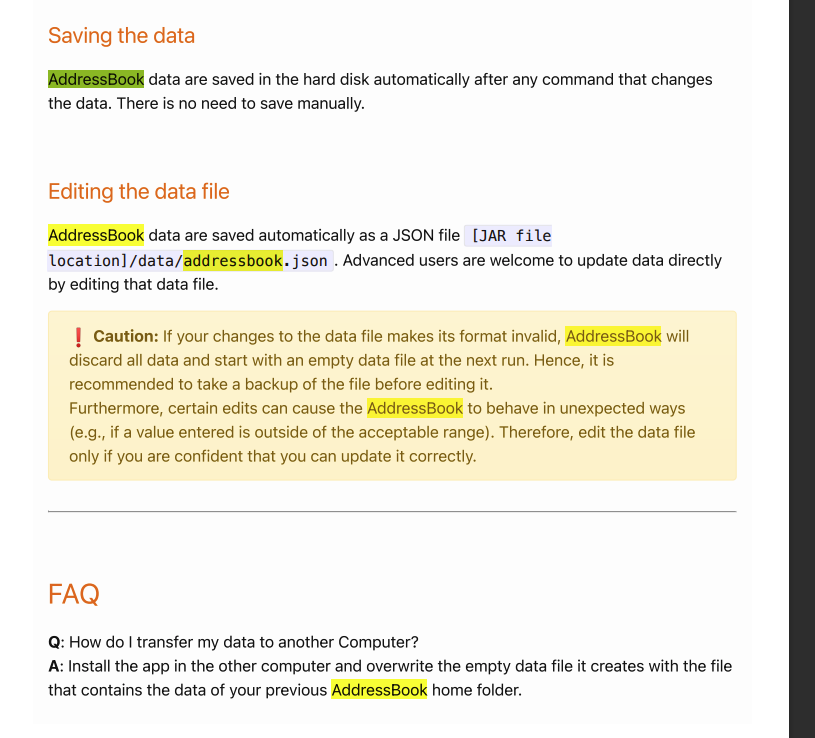 Saving the data
AddressBook data are saved in the hard disk automatically after any command that changes
the data. There is no need to save manually.
Editing the data file
AddressBook data are saved automatically as a JSON file [JAR file
location]/data/addressbook.json . Advanced users are welcome to update data directly
by editing that data file.
❗ Caution: If your changes to the data file makes its format invalid, AddressBook will
discard all data and start with an empty data file at the next run. Hence, it is
recommended to take a backup of the file before editing it.
Furthermore, certain edits can cause the AddressBook to behave in unexpected ways
(e.g., if a value entered is outside of the acceptable range). Therefore, edit the data file
only if you are confident that you can update it correctly.
FAQ
Q: How do I transfer my data to another Computer?
A: Install the app in the other computer and overwrite the empty data file it creates with the file
that contains the data of your previous AddressBook home folder.